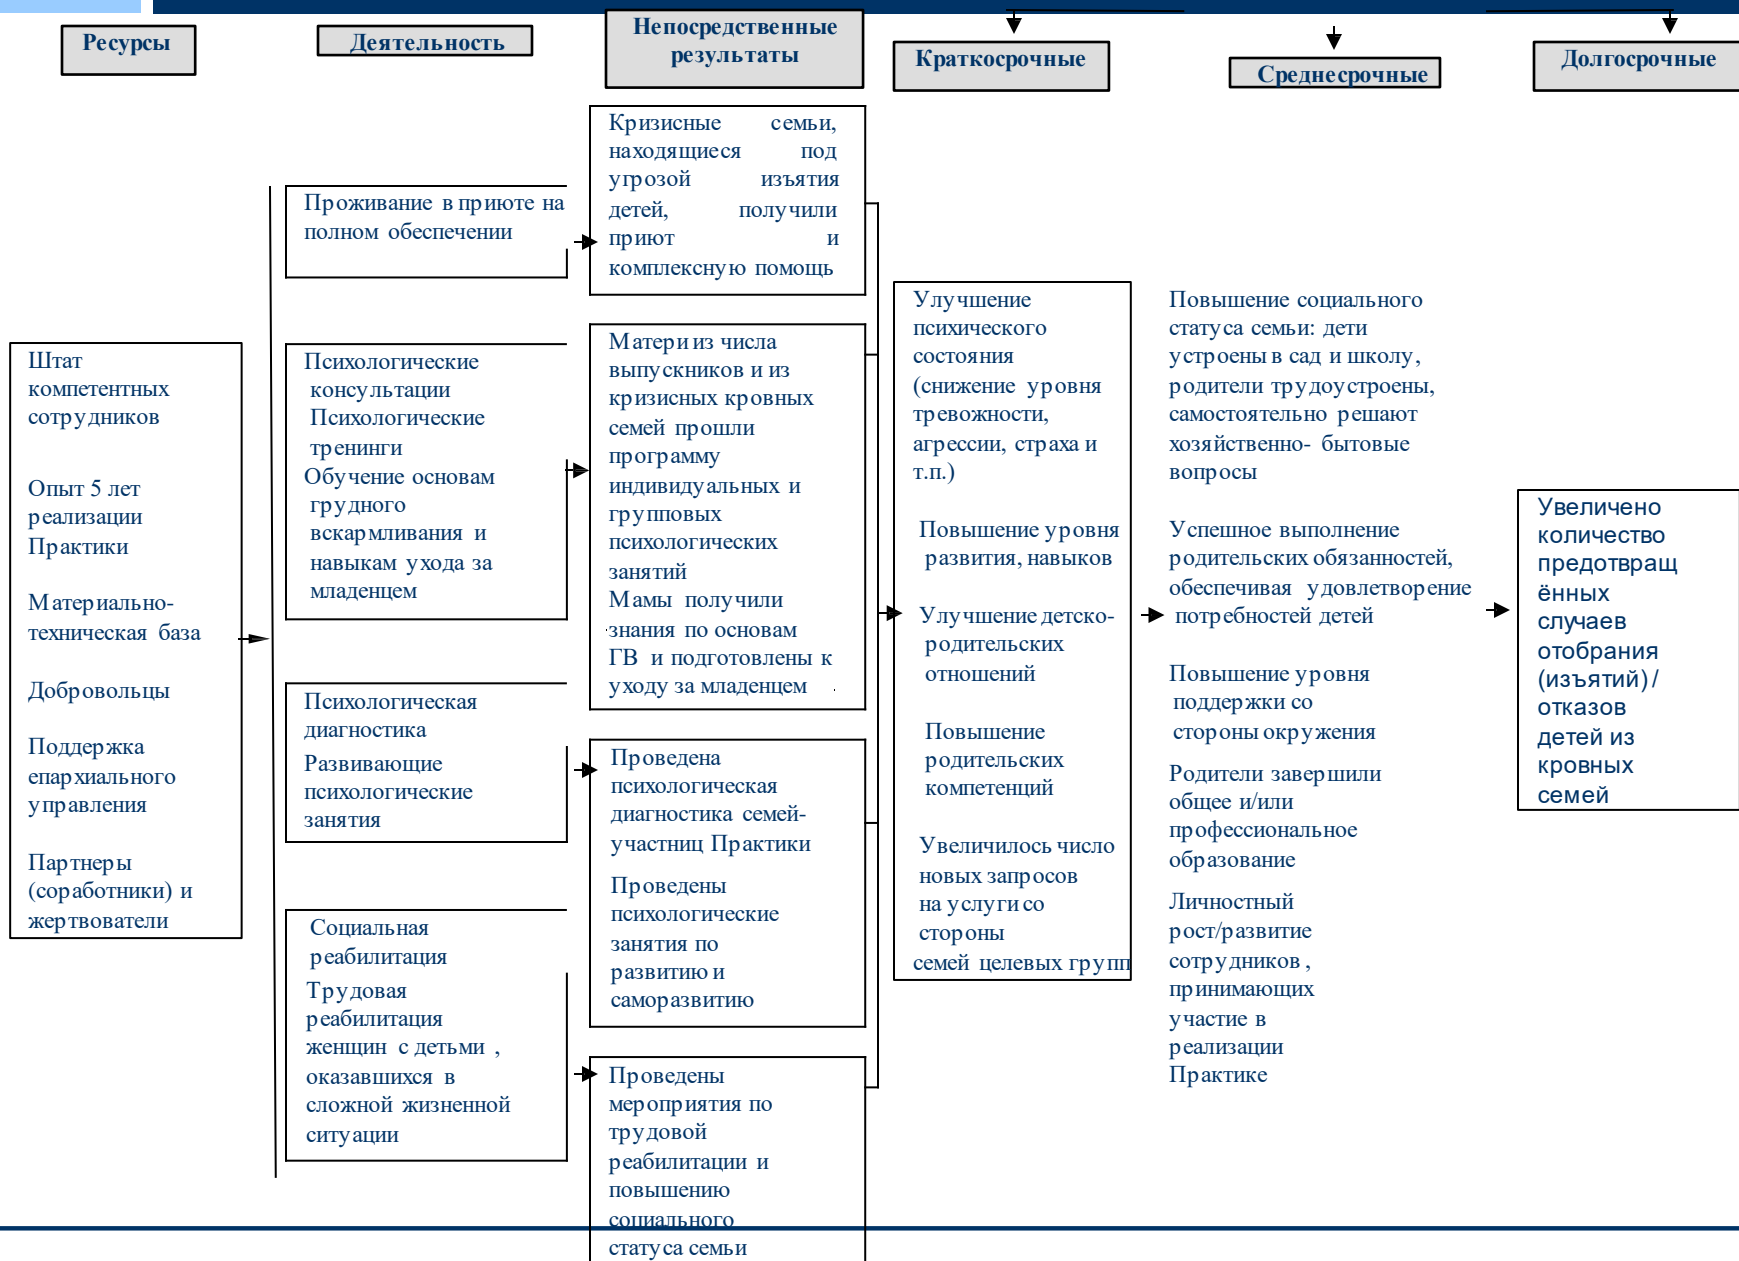 Ресурсы
Деятельность
Непосредственные
результаты
Краткосрочные
Среднесрочные
Долгосрочные
Штат
компетентных
сотрудников
Опыт 5 лет
реализации
Практики
Материально-
техническая база
Добровольцы
Поддержка
епархиального
управления
Партнеры
(соработники) и
жертвователи
Проживание в приюте на
полном обеспечении
Психологические
консультации
Психологические
тренинги
Обучение основам
грудного
вскармливания и
навыкам ухода за
младенцем
Психологическая
диагностика
Развивающие
психологические
занятия
Социальная
реабилитация
Трудовая
реабилитация
женщин с детьми ,
оказавшихся в
сложной жизненной
ситуации
Кризисные семьи,
находящиеся под
угрозой изъятия
детей, получили
приют и
комплексную помощь
Матери из числа
выпускников и из
кризисных кровных
семей прошли
программу
индивидуальных и
групповых
психологических
занятий
Мамы получили
знания по основам
ГВ и подготовлены к
уходу за младенцем
Проведена
психологическая
диагностика семей-
участниц Практики
Проведены
психологические
занятия по
развитию и
саморазвитию
Проведены
мероприятия по
трудовой
реабилитации и
повышению
социального
статуса семьи
Улучшение
психического
состояния
(снижение уровня
тревожности,
агрессии, страха и
т.п.)
Повышение уровня
развития, навыков
Улучшение детско-
родительских
отношений
Повышение
родительских
компетенций
Увеличилось число
новых запросов
на услуги со
стороны
семей целевых групп
Повышение социального
статуса семьи: дети
устроены в сад и школу,
родители трудоустроены,
самостоятельно решают
хозяйственно- бытовые
вопросы
Успешное выполнение
родительских обязанностей,
обеспечивая удовлетворение
потребностей детей
Повышение уровня
поддержки со
стороны окружения
Родители завершили
общее и/или
профессиональное
образование
Личностный
рост/развитие
сотрудников ,
принимающих
участие в
реализации
Практике
Увеличено
количество
предотвращ
ённых
случаев
отобрания
(изъятий) /
отказов
детей из
кровных
семей